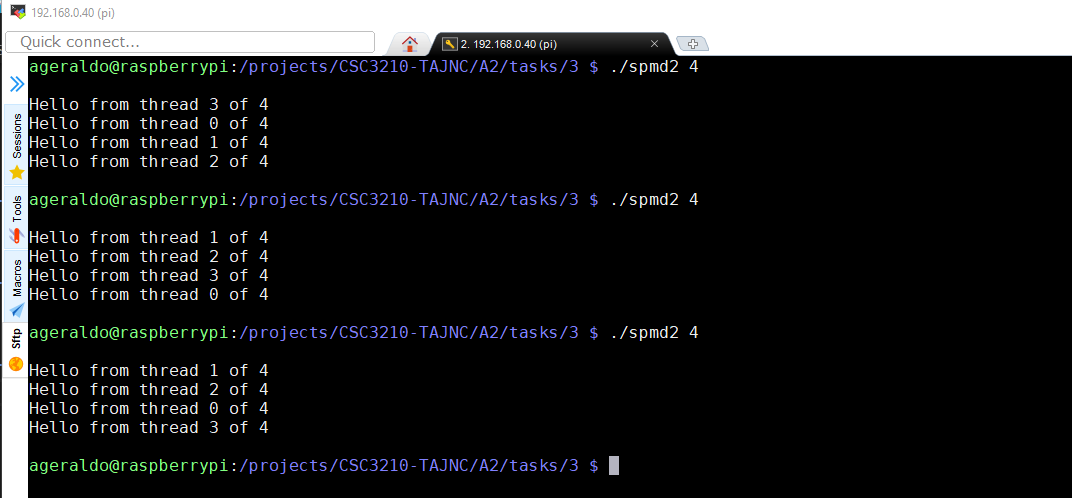 192.168.0.40 (pi)
Quick connect...
2. 192.168.0.40 (pi)
Sessions
Tools
Macros
Sftp
ageraldo@raspberrypi:/projects/CSC3210-TAJNC/A2/tasks/3 $ ./spmd2 4
Hello from thread 3 of 4
Hello from thread 0 of 4
Hello from thread 1 of 4
Hello from thread 2 of 4
ageraldo@raspberrypi:/projects/CSC3210-TAJNC/A2/tasks/3 $ ./spmd2 4
Hello from thread 1 of 4
Hello from thread 2 of 4
Hello from thread 3 of 4
Hello from thread 0 of 4
ageraldo@raspberrypi:/projects/CSC3210-TAJNC/A2/tasks/3 $ ./spmd2 4
Hello from thread 1 of 4
Hello from thread 2 of 4
Hello from thread 0 of 4
Hello from thread 3 of 4
ageraldo@raspberrypi:/projects/CSC3210-TAJNC/A2/tasks/3 $